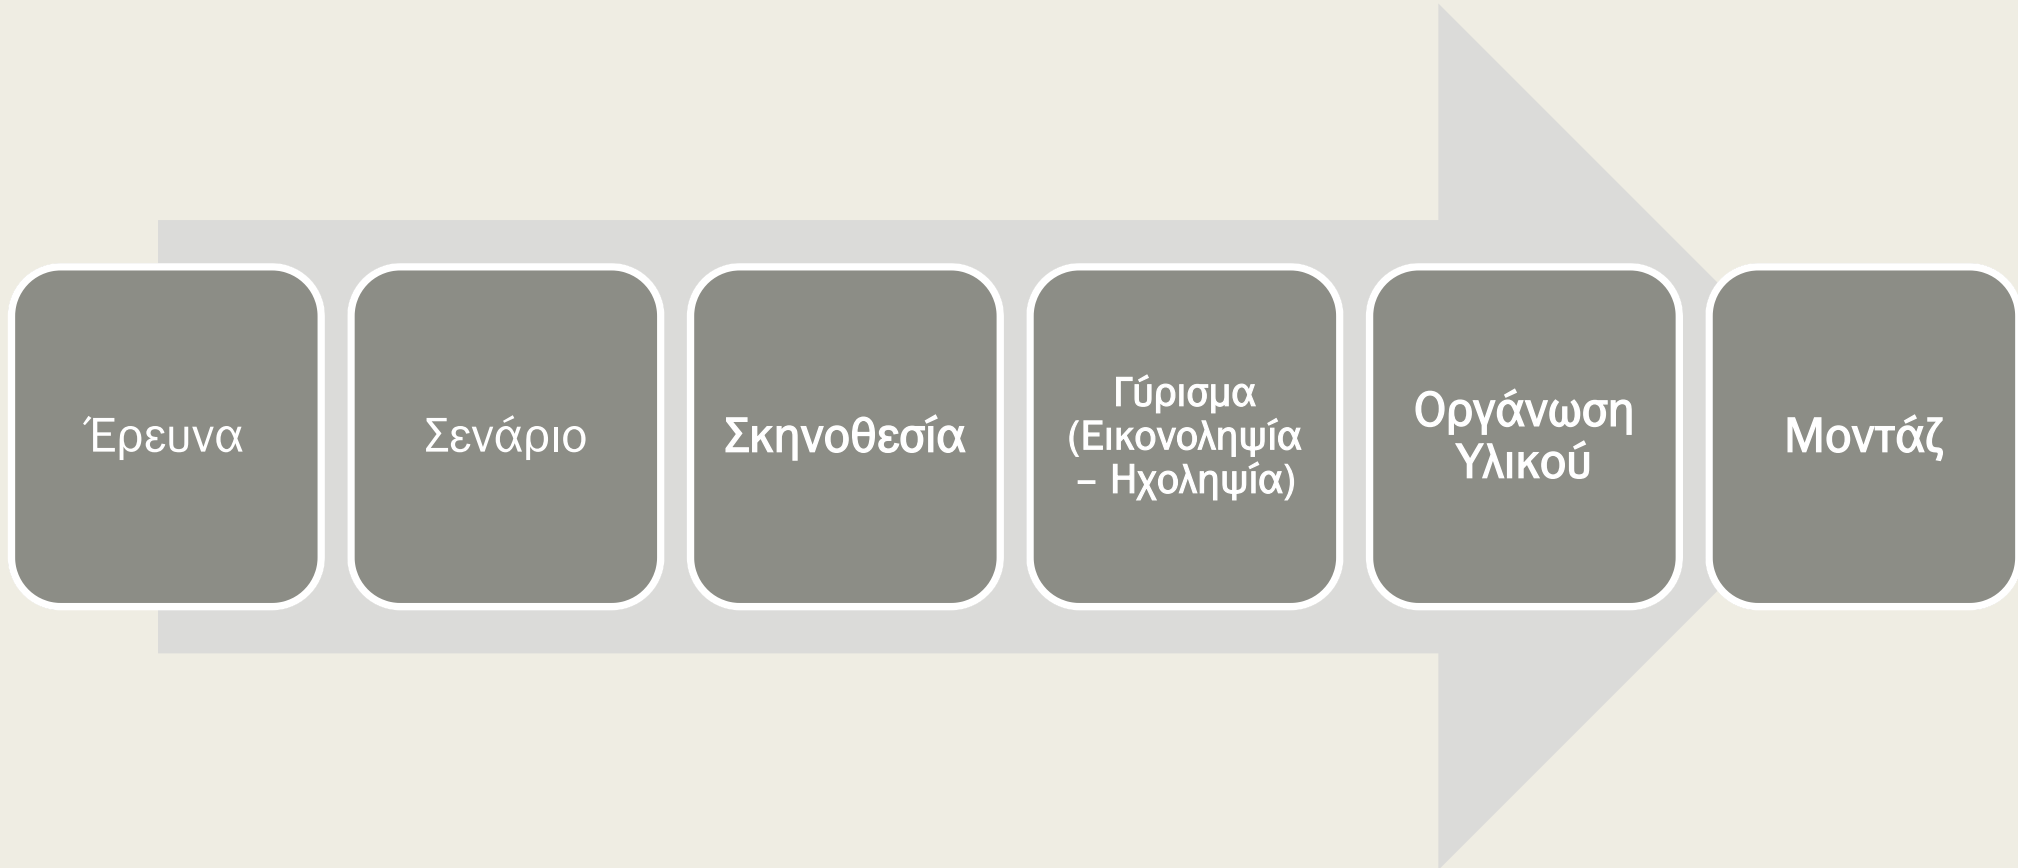 Έρευνα
Σενάριο
Σκηνοθεσία
Γύρισμα
(Εικονοληψία
– Ηχοληψία)
Οργάνωση
Υλικού
Μοντάζ